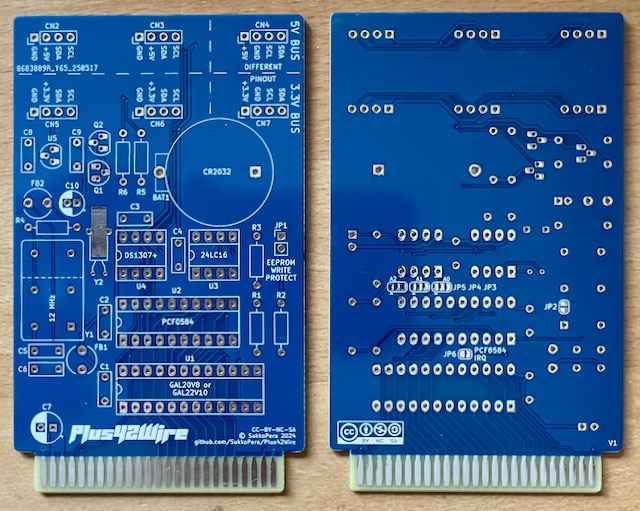 CN2
CN3
CN4
GND
+5V
SDA
SCL
GND
+5V
SDA
SCL
+5V
GND
SDA
SCL
5V BUS
8683889A_Y65_250517
DIFFERENT
PINOUT
GND
+3.3V
SDA
SCL
GND
+3.3V
SDA
SCL
+3.3V
GND
SDA
SCL
3.3V BUS
CN5
CN6
CN7
C8
U5
C9
Q2
Q1
R6
R5
BAT1
CR2032
FB2
C10
R4
C3
Y2
DS1307+
U4
C4
24LC16
U3
R3
JP1
EEPROM
WRITE
PROTECT
12 MHz
Y1
C2
U2
PCF8584
R1
R2
C5
C6
FB1
C1
U1
GAL20V8 or
GAL22V10
C7
+
Plus42Wire
CC-BY-NC-SA
© SukkoPera 2024
github.com/SukkoPera/Plus42Wire
A2
A0
JP5 JP4 JP3
JP2
JP6
PCF8584
IRQ
CC
BY NC SA
V1